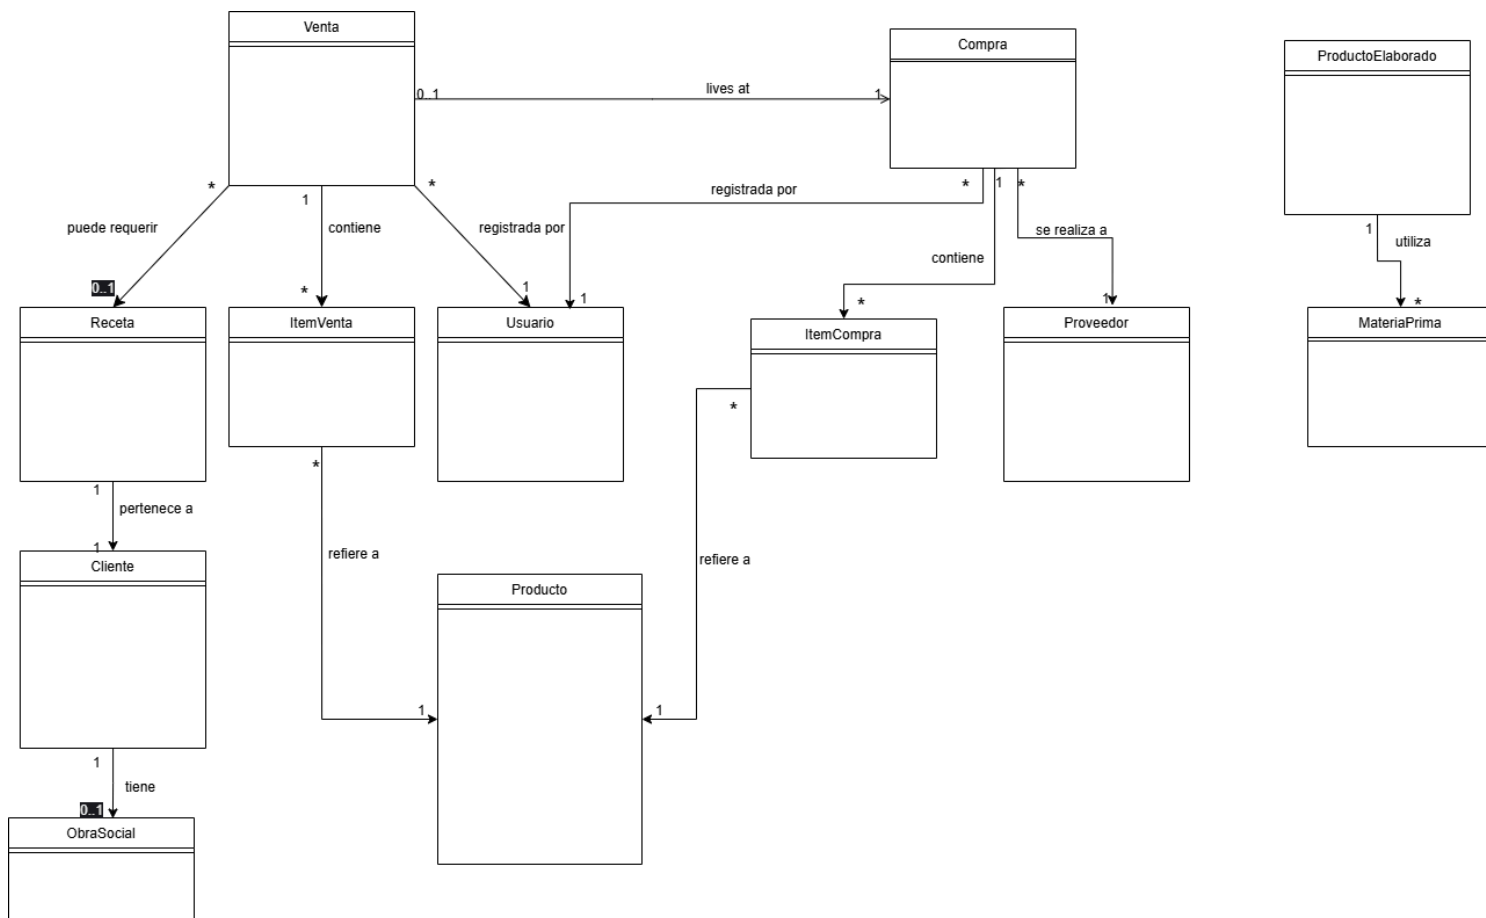 Venta
Compra
ProductoElaborado
0..1
lives at
1
*
1
*
registrada por
*
1
*
puede requerir
contiene
registrada por
se realiza a
1
utiliza
contiene
0..1
*
1
1
*
1
*
Receta
ItemVenta
Usuario
ItemCompra
Proveedor
MateriaPrima
*
*
1
pertenece a
1
refiere a
refiere a
Cliente
Producto
1
1
1
tiene
0..1
ObraSocial